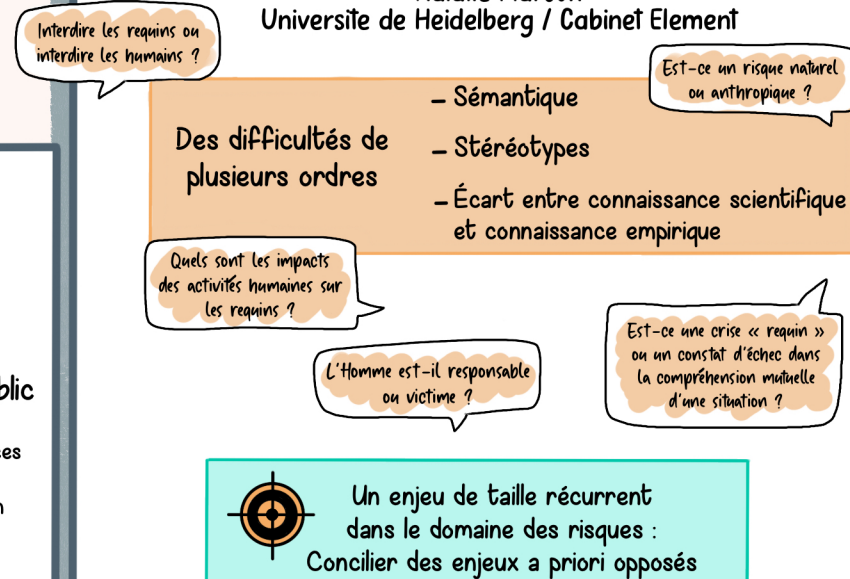 Universite de Heidelberg / Cabinet Element
Interdire les requins ou
interdire les humains ?
Est-ce un risque naturel
ou anthropique ?
Des difficultés de
plusieurs ordres
– Sémantique
– Stéréotypes
– Écart entre connaissance scientifique
et connaissance empirique
Quels sont les impacts
des activités humaines sur
les requins ?
L'Homme est-il responsable
ou victime ?
Est-ce une crise « requin »
ou un constat d'échec dans
la compréhension mutuelle
d'une situation ?
Un enjeu de taille récurrent
dans le domaine des risques :
Concilier des enjeux a priori opposés